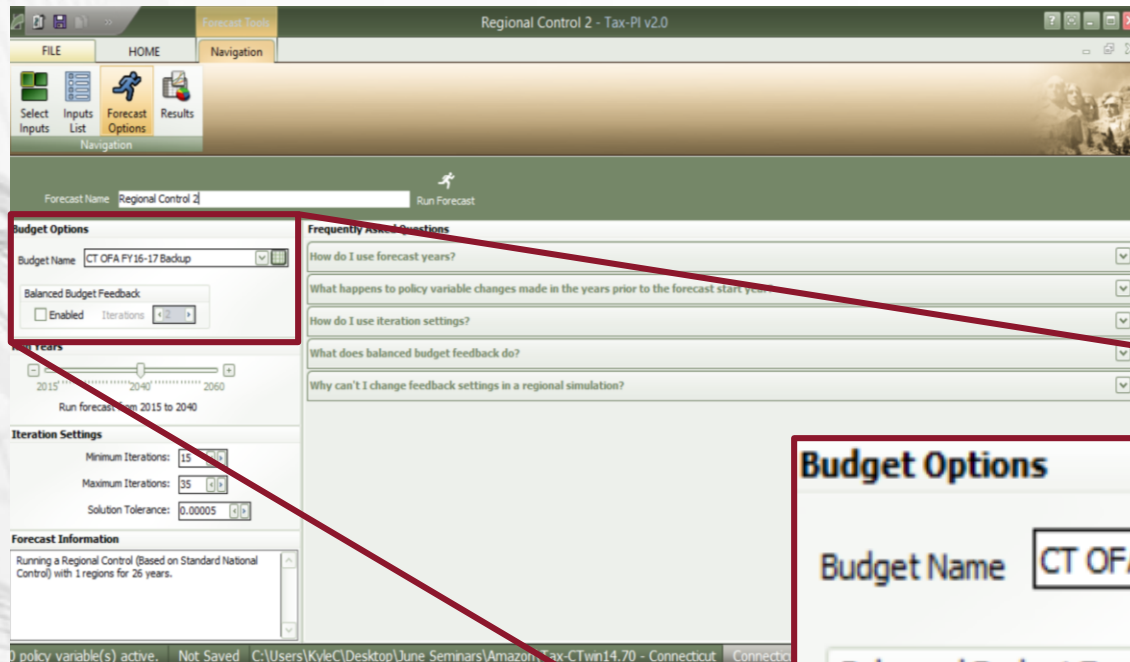 Forecast Tools
Regional Control 2 - Tax-PI v2.0
FILE
HOME
Navigation
Select Inputs
Inputs List
Forecast Options
Results
Navigation
Forecast Name Regional Control 2
Run Forecast
Budget Options
Budget Name CT OFA FY16-17 Backup
Balanced Budget Feedback
Enabled Iterations 2
Run Years
2015 2040 2060
Run forecast from 2015 to 2040
Iteration Settings
Minimum Iterations: 15
Maximum Iterations: 35
Solution Tolerance: 0.00005
Forecast Information
Running a Regional Control (Based on Standard National
Control) with 1 regions for 26 years.
Frequently Asked Questions
How do I use forecast years?
What happens to policy variable changes made in the years prior to the forecast start year?
How do I use iteration settings?
What does balanced budget feedback do?
Why can't I change feedback settings in a regional simulation?
0 policy variable(s) active. Not Saved C:\Users\KyleC\Desktop\June Seminars\Amazon\Tax-CTwin14.70 - Connecticut
Budget Options
Budget Name CT OFA